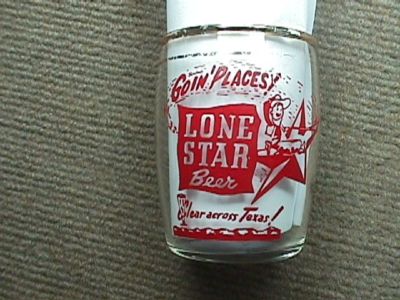 Goin' Places!
LONE
STAR
Beer
Clear across Texas!